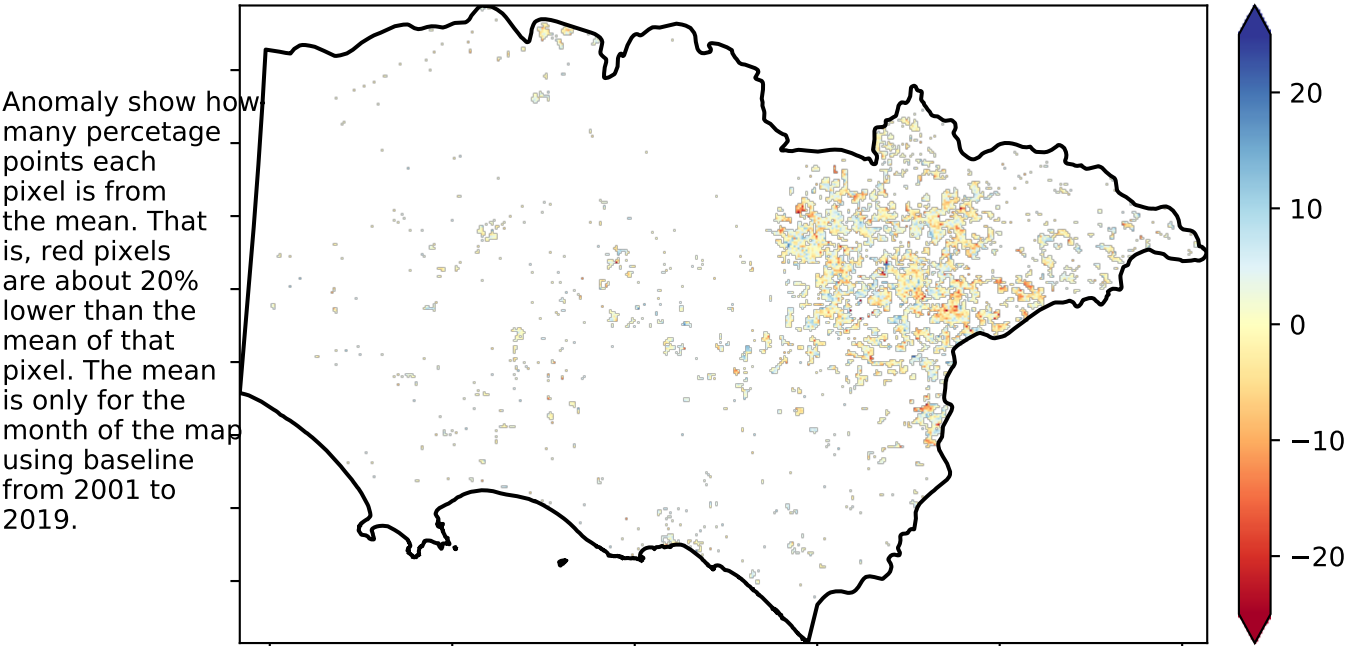 Anomaly show how
many percetage
points each
pixel is from
the mean. That
is, red pixels
are about 20%
lower than the
mean of that
pixel. The mean
is only for the
month of the map
using baseline
from 2001 to
2019.
20
10
0
−10
−20